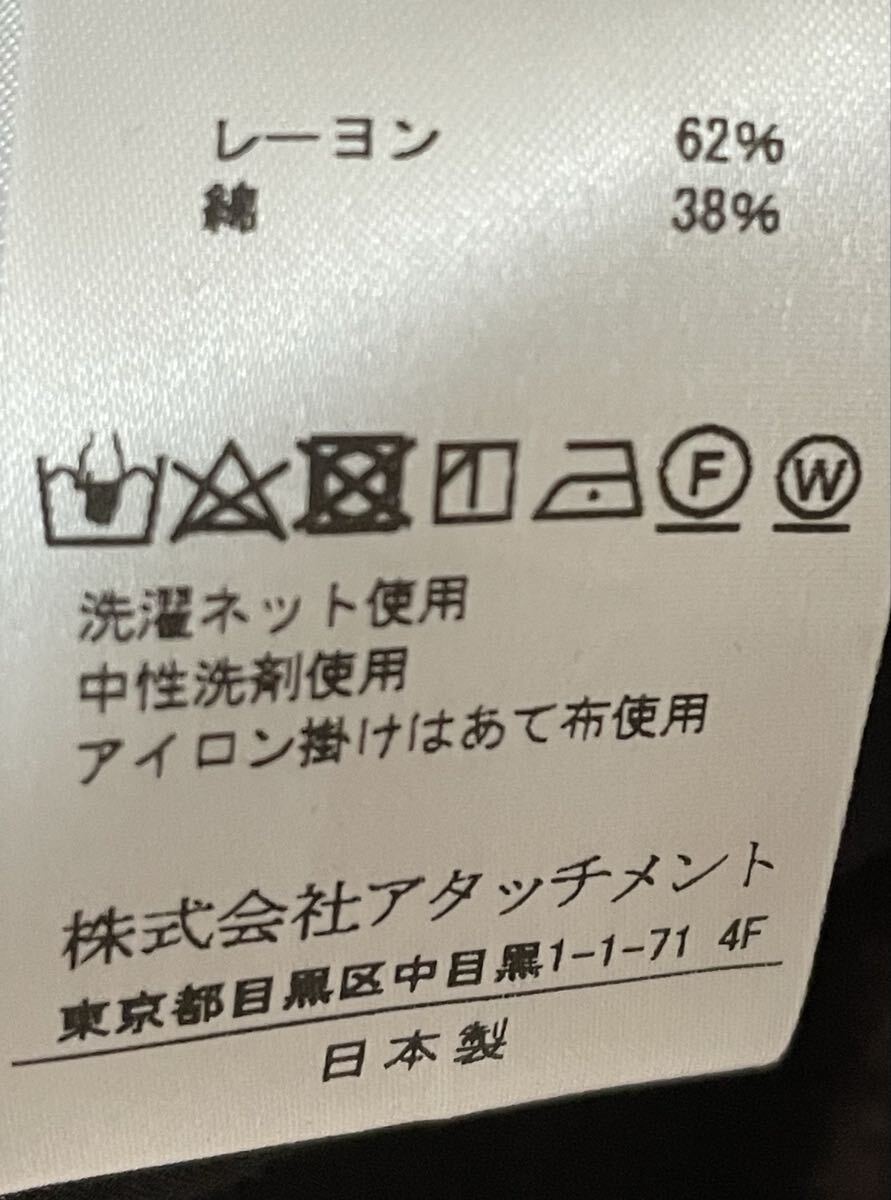 レーヨン 62%
綿 38%
F W
洗濯ネット使用
中性洗剤使用
アイロン掛けはあて布使用
株式会社アタッチメント
東京都目黒区中目黒1-1-71 4F
日本製